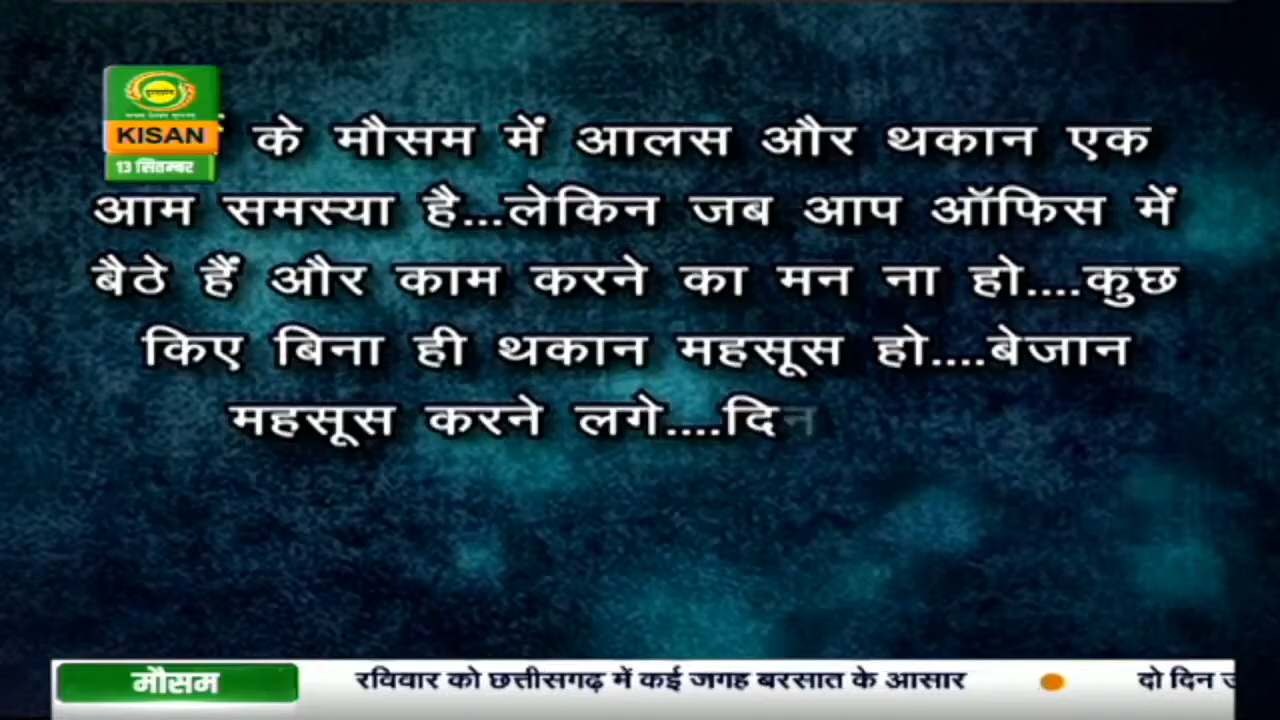 KISAN
13 सितम्बर
के मौसम में आलस और थकान एक
आम समस्या है...लेकिन जब आप ऑफिस में
बैठे हैं और काम करने का मन ना हो....कुछ
किए बिना ही थकान महसूस हो....बेजान
महसूस करने लगे....दिन
मौसम
रविवार को छत्तीसगढ़ में कई जगह बरसात के आसार
दो दिन